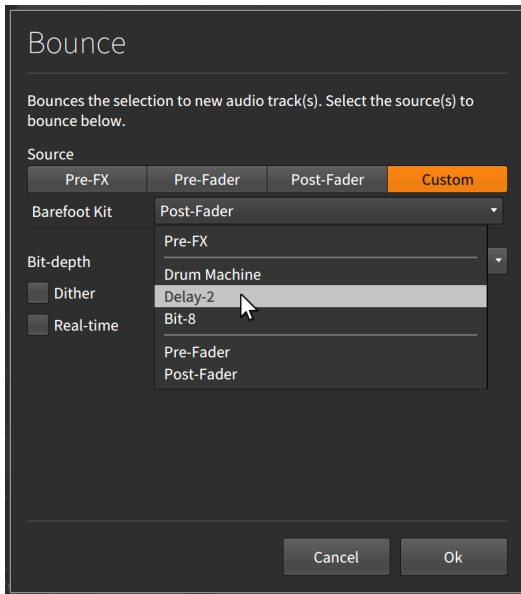 Bounce
Bounces the selection to new audio track(s). Select the source(s) to
bounce below.
Source
Pre-FX Pre-Fader Post-Fader Custom
Barefoot Kit Post-Fader
Pre-FX
Bit-depth
Drum Machine
Dither
Delay-2
Bit-8
Real-time
Pre-Fader
Post-Fader
Cancel Ok